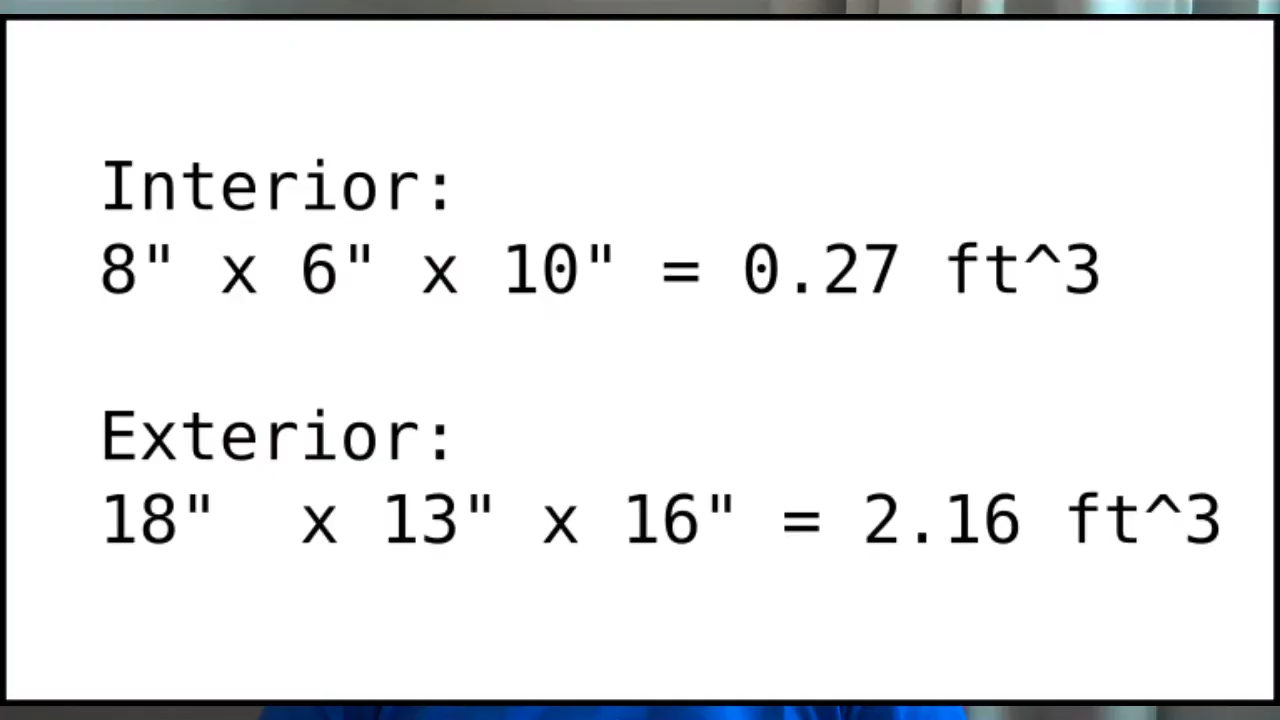 Interior:
8" x 6" x 10" = 0.27 ft^3
Exterior:
18"  x 13" x 16" = 2.16 ft^3